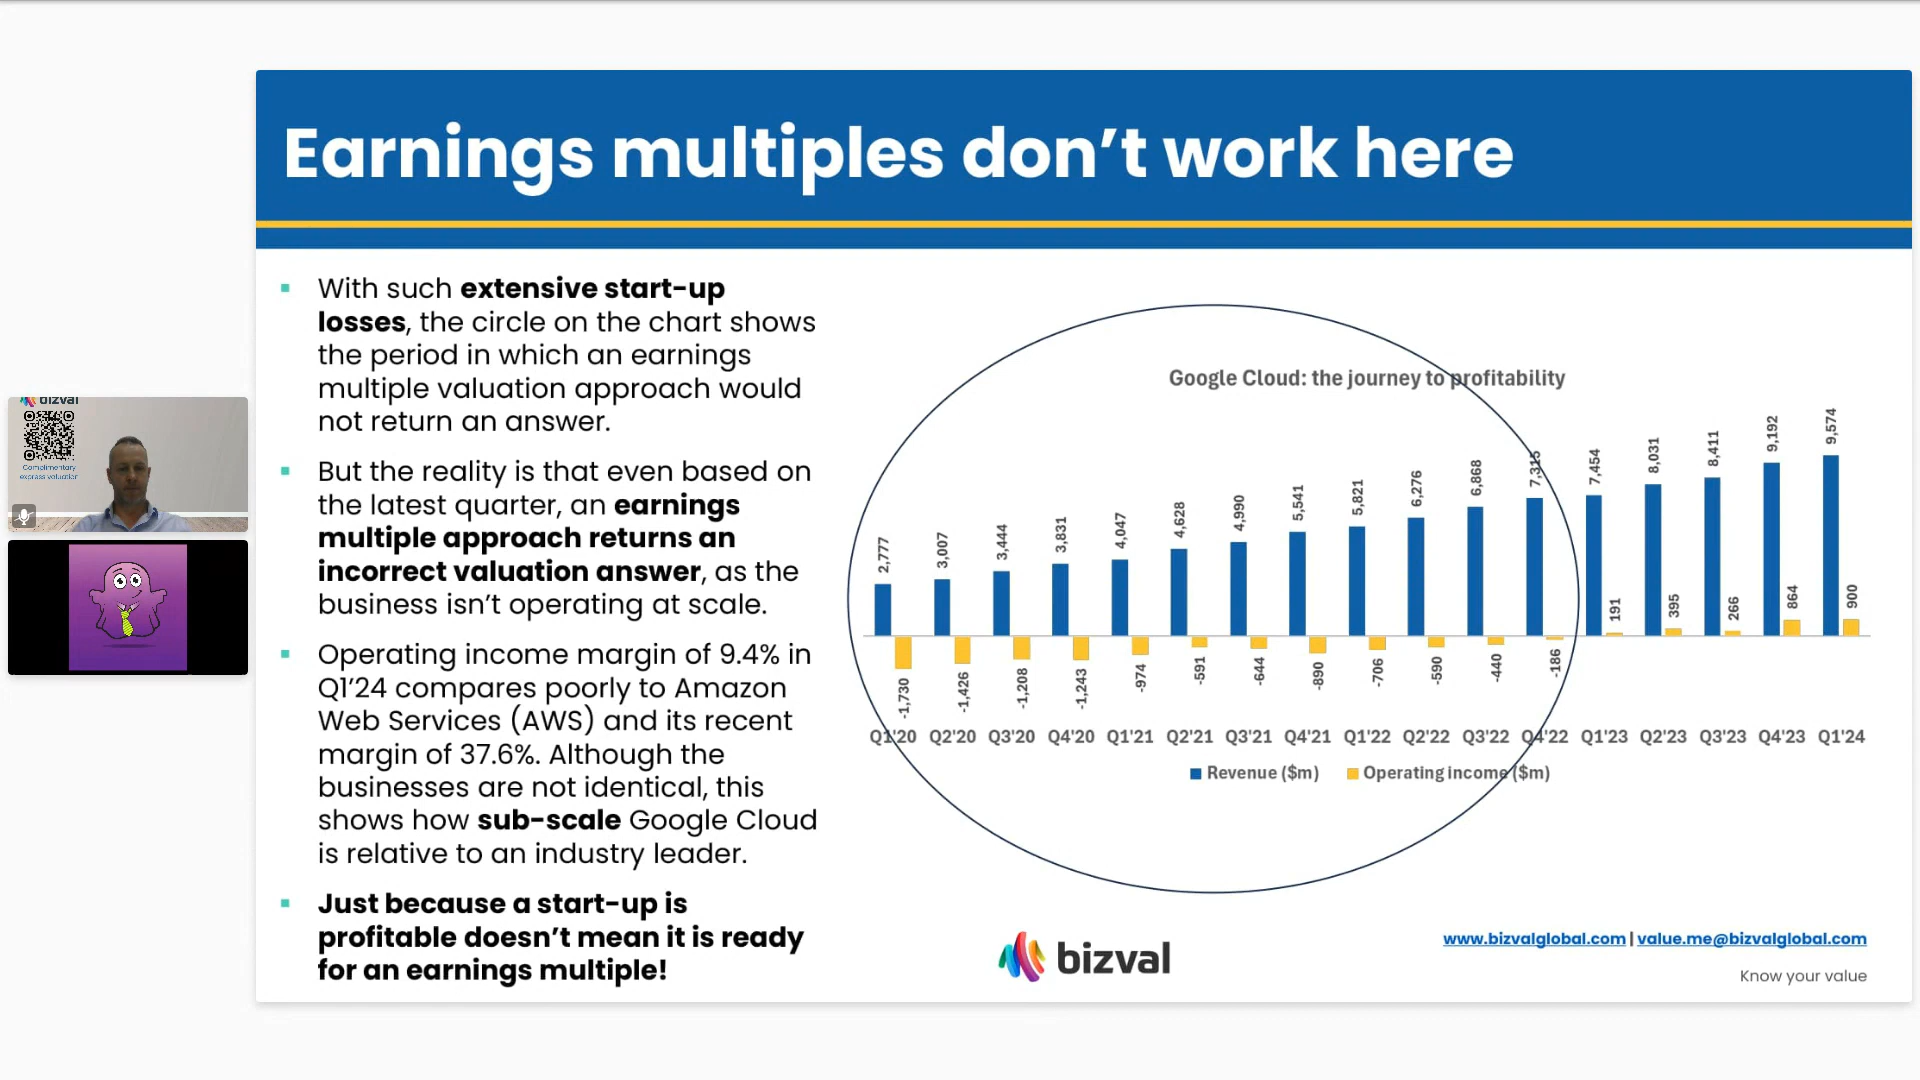 Earnings multiples don’t work here
With such extensive start-up
losses, the circle on the chart shows
the period in which an earnings
multiple valuation approach would
not return an answer.
But the reality is that even based on
the latest quarter, an earnings
multiple approach returns an
incorrect valuation answer, as the
business isn’t operating at scale.
Operating income margin of 9.4% in
Q1’24 compares poorly to Amazon
Web Services (AWS) and its recent
margin of 37.6%. Although the
businesses are not identical, this
shows how sub-scale Google Cloud
is relative to an industry leader.
Just because a start-up is
profitable doesn’t mean it is ready
for an earnings multiple!
Google Cloud: the journey to profitability
2,777 3,007 3,444 3,831 4,047 4,628 4,990 5,541 5,821 6,276 6,868 7,315 7,454 8,031 8,411 9,192 9,574
191 395 266 864 900
-1,730 -1,426 -1,208 -1,243 -974 -591 -644 -890 -706 -590 -440 -186
Q1'20 Q2'20 Q3'20 Q4'20 Q1'21 Q2'21 Q3'21 Q4'21 Q1'22 Q2'22 Q3'22 Q4'22 Q1'23 Q2'23 Q3'23 Q4'23 Q1'24
Revenue ($m) Operating income ($m)
bizval
www.bizvalglobal.com | value.me@bizvalglobal.com
Know your value
bizval
Complimentary
express valuation